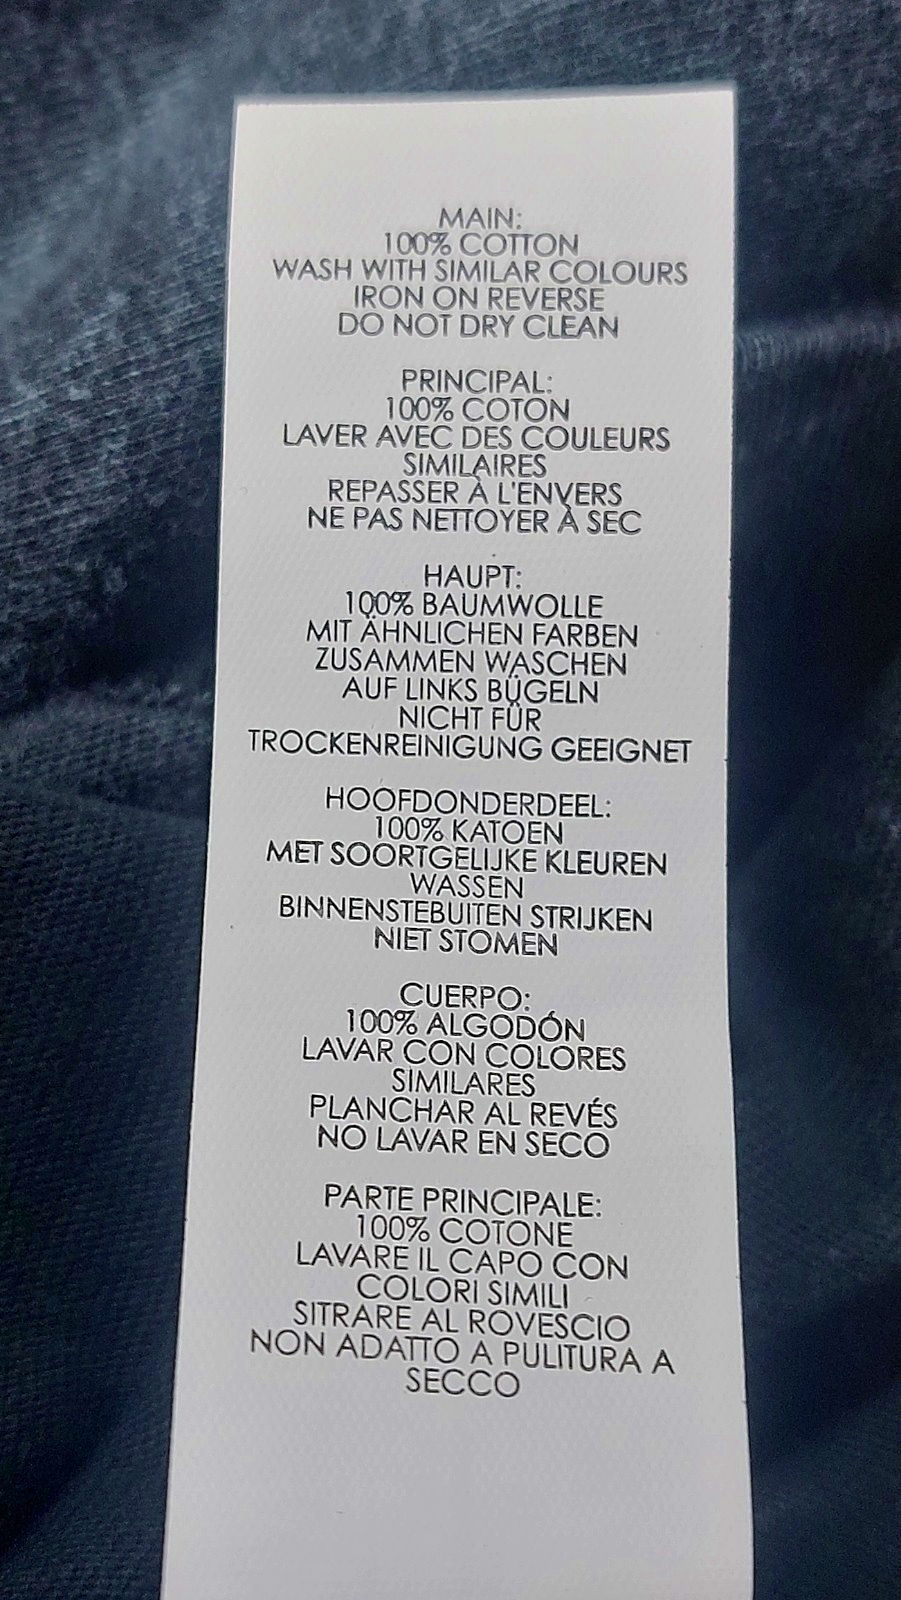 MAIN:
100% COTTON
WASH WITH SIMILAR COLOURS
IRON ON REVERSE
DO NOT DRY CLEAN
PRINCIPAL:
100% COTON
LAVER AVEC DES COULEURS
SIMILAIRES
REPASSER À L'ENVERS
NE PAS NETTOYER À SEC
HAUPT:
100% BAUMWOLLE
MIT ÄHNLICHEN FARBEN
ZUSAMMEN WASCHEN
AUF LINKS BÜGELN
NICHT FÜR
TROCKENREINIGUNG GEEIGNET
HOOFDONDERDEEL:
100% KATOEN
MET SOORTGELIJKE KLEUREN
WASSEN
BINNENSTEBUITEN STRIJKEN
NIET STOMEN
CUERPO:
100% ALGODÓN
LAVAR CON COLORES
SIMILARES
PLANCHAR AL REVÉS
NO LAVAR EN SECO
PARTE PRINCIPALE:
100% COTONE
LAVARE IL CAPO CON
COLORI SIMILI
SITRARE AL ROVESCIO
NON ADATTO A PULITURA A
SECCO